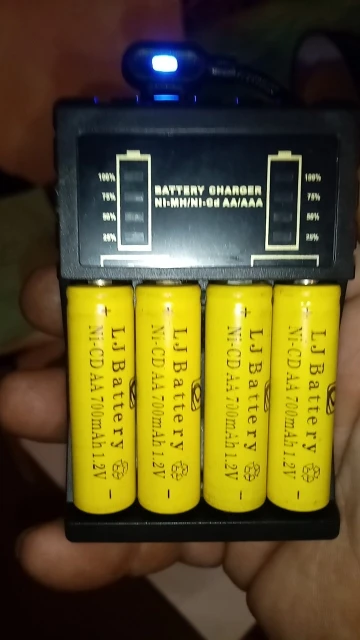 100%
75%
50%
25%
BATTERY CHARGER
NI-MH/NI-Cd AA/AAA
100%
75%
50%
25%
+ LJ Battery -
Ni-CD AA 700mAh 1.2V
+ LJ Battery -
Ni-CD AA 700mAh 1.2V
+ LJ Battery -
Ni-CD AA 700mAh 1.2V
+ LJ Battery -
Ni-CD AA 700mAh 1.2V